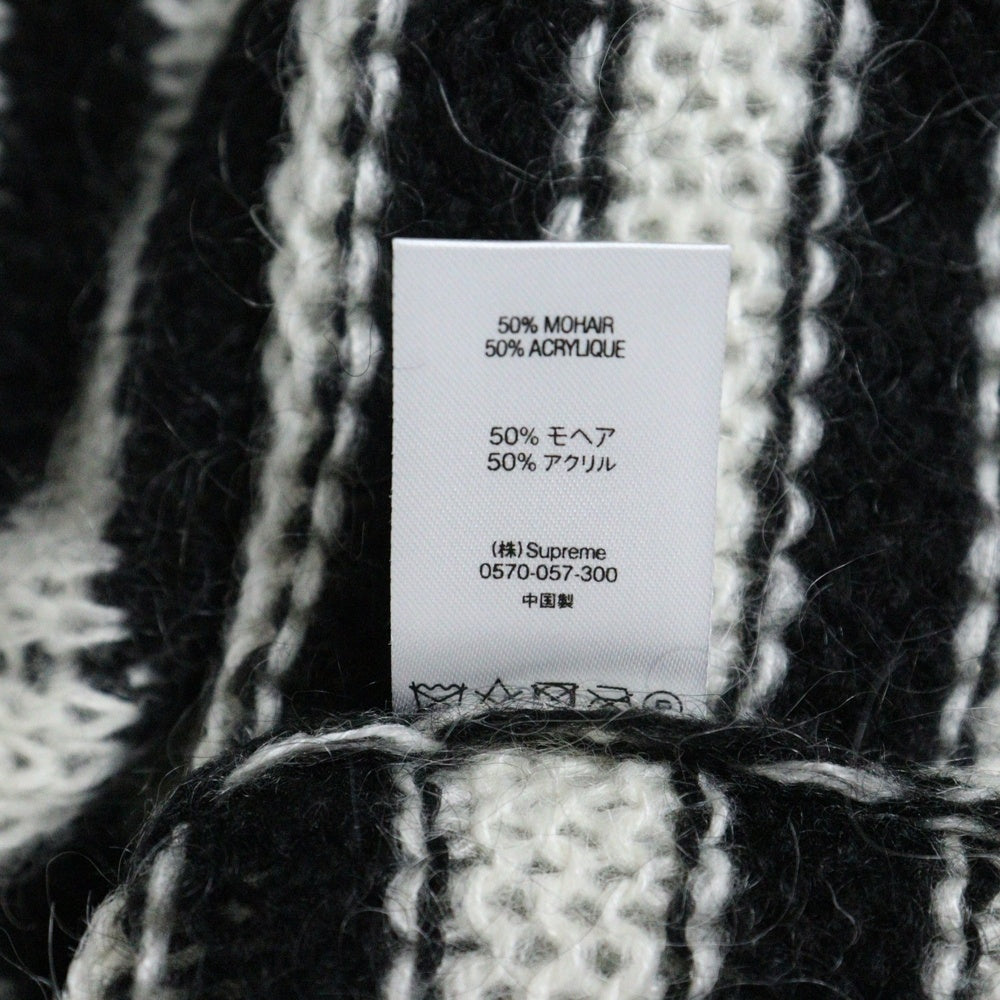 50% MOHAIR
50% ACRYLIQUE
50% モヘア
50% アクリル
(株)Supreme
0570-057-300
中国製